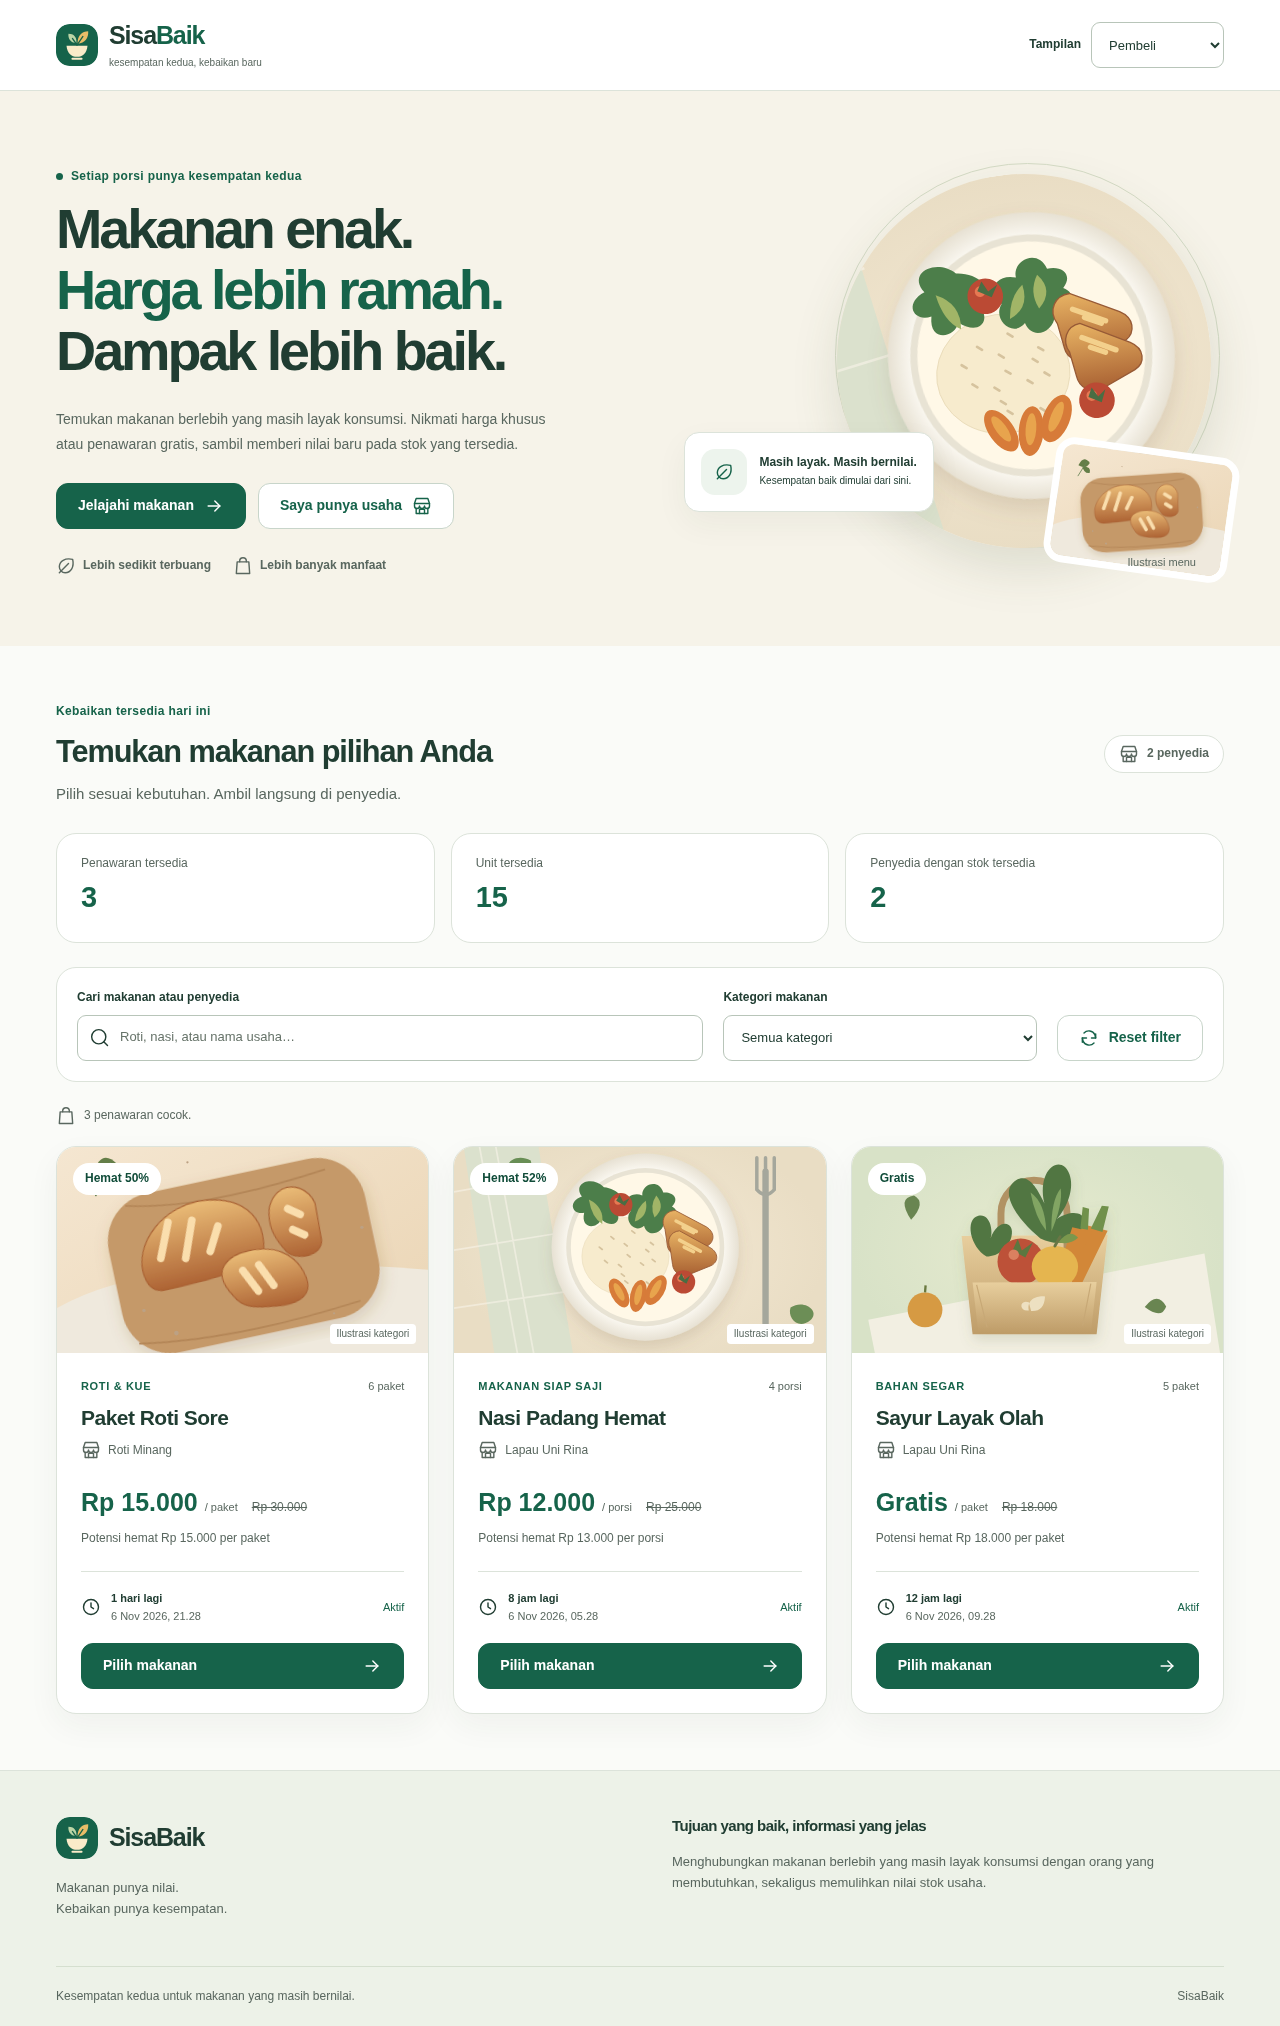 SisaBaik
kesempatan kedua, kebaikan baru
Tampilan
Pembeli
Setiap porsi punya kesempatan kedua
Makanan enak.
Harga lebih ramah.
Dampak lebih baik.
Temukan makanan berlebih yang masih layak konsumsi. Nikmati harga khusus
atau penawaran gratis, sambil memberi nilai baru pada stok yang tersedia.
Jelajahi makanan
Saya punya usaha
Lebih sedikit terbuang
Lebih banyak manfaat
Masih layak. Masih bernilai.
Kesempatan baik dimulai dari sini.
Ilustrasi menu
Kebaikan tersedia hari ini
Temukan makanan pilihan Anda
Pilih sesuai kebutuhan. Ambil langsung di penyedia.
2 penyedia
Penawaran tersedia
3
Unit tersedia
15
Penyedia dengan stok tersedia
2
Cari makanan atau penyedia
Roti, nasi, atau nama usaha…
Kategori makanan
Semua kategori
Reset filter
3 penawaran cocok.
Hemat 50%
Ilustrasi kategori
ROTI & KUE
6 paket
Paket Roti Sore
Roti Minang
Rp 15.000 / paket Rp 30.000
Potensi hemat Rp 15.000 per paket
1 hari lagi
6 Nov 2026, 21.28
Aktif
Pilih makanan
Hemat 52%
Ilustrasi kategori
MAKANAN SIAP SAJI
4 porsi
Nasi Padang Hemat
Lapau Uni Rina
Rp 12.000 / porsi Rp 25.000
Potensi hemat Rp 13.000 per porsi
8 jam lagi
6 Nov 2026, 05.28
Aktif
Pilih makanan
Gratis
Ilustrasi kategori
BAHAN SEGAR
5 paket
Sayur Layak Olah
Lapau Uni Rina
Gratis / paket Rp 18.000
Potensi hemat Rp 18.000 per paket
12 jam lagi
6 Nov 2026, 09.28
Aktif
Pilih makanan
SisaBaik
Makanan punya nilai.
Kebaikan punya kesempatan.
Tujuan yang baik, informasi yang jelas
Menghubungkan makanan berlebih yang masih layak konsumsi dengan orang yang
membutuhkan, sekaligus memulihkan nilai stok usaha.
Kesempatan kedua untuk makanan yang masih bernilai.
SisaBaik